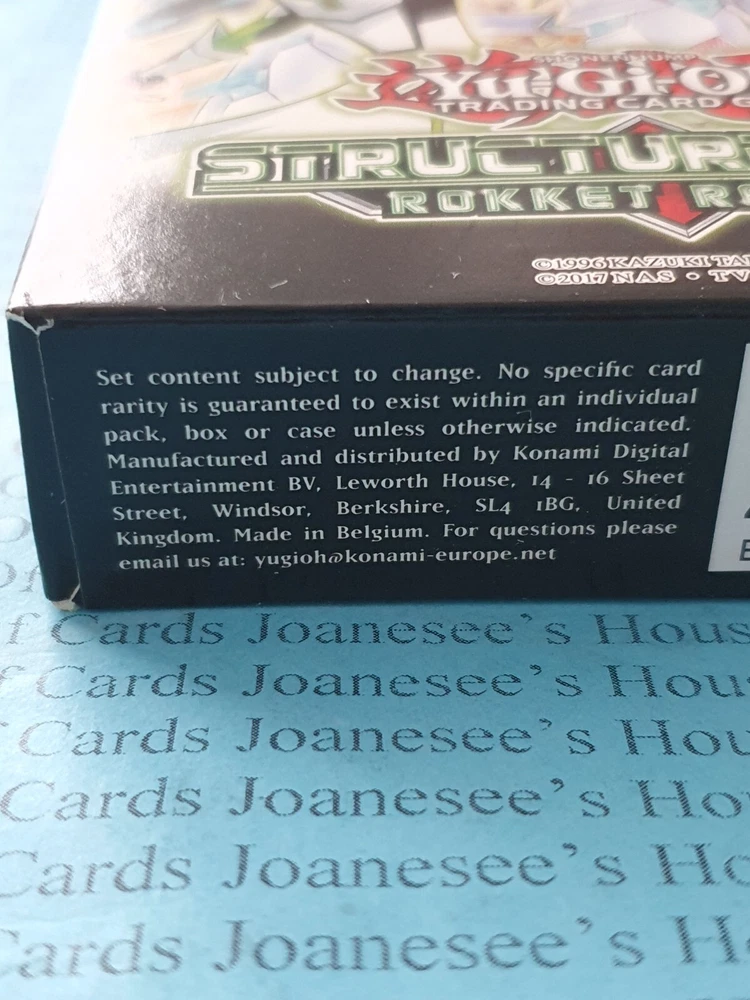 SHONEN JUMP
Yu-Gi-O
TRADING CARD
STRUCTUR
ROKKET R
©1996 KAZUKI TA
©2017 NAS • TV
Set content subject to change. No specific card
rarity is guaranteed to exist within an individual
pack, box or case unless otherwise indicated.
Manufactured and distributed by Konami Digital
Entertainment BV, Leworth House, 14 - 16 Sheet
Street, Windsor, Berkshire, SL4 1BG, United
Kingdom. Made in Belgium. For questions please
email us at: yugioh@konami-europe.net
f Cards Joanesee's Hous
f Cards Joanesee's Hou
Cards Joanesee's Hou
Cards Joanesee's Ho
Cards Joanesee's Ho
Cards Joanesee's H